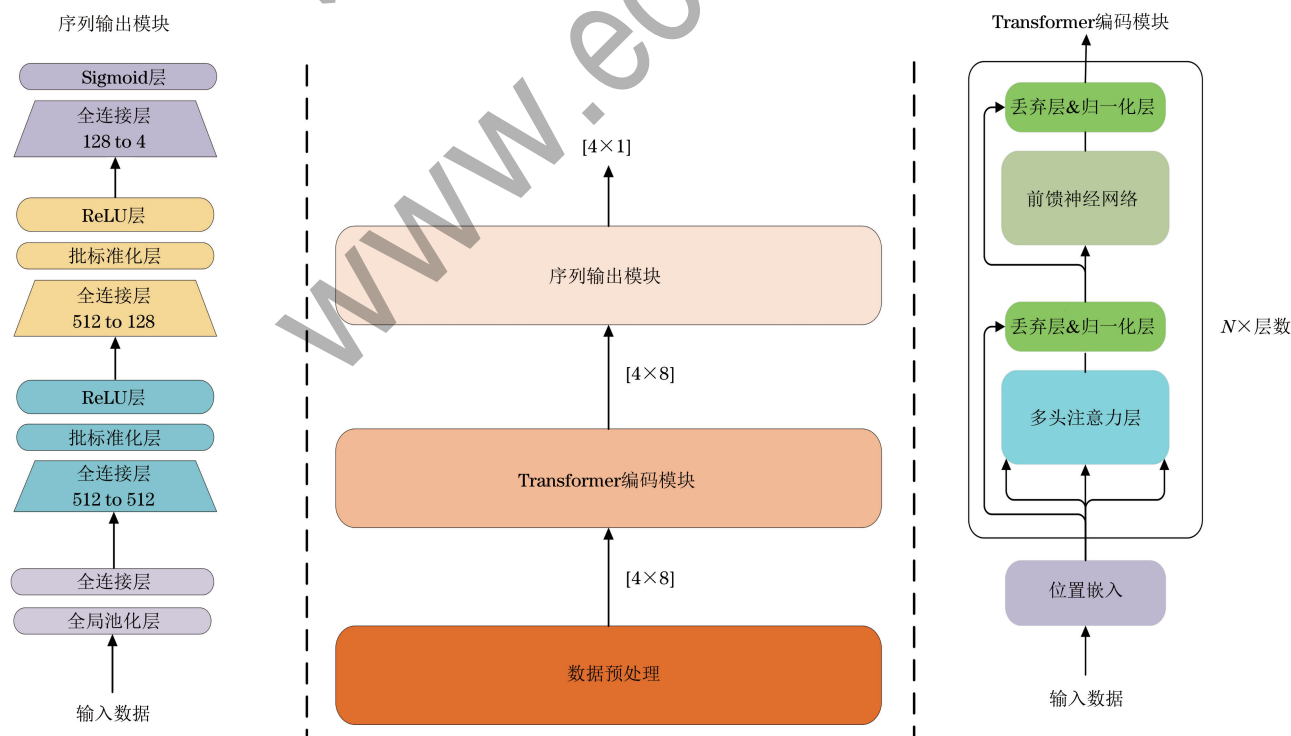 序列输出模块
Sigmoid层
全连接层
128 to 4
ReLU层
批标准化层
全连接层
512 to 128
ReLU层
批标准化层
全连接层
512 to 512
全连接层
全局池化层
输入数据
[4×1]
序列输出模块
[4×8]
Transformer编码模块
[4×8]
数据预处理
Transformer编码模块
丢弃层&归一化层
前馈神经网络
丢弃层&归一化层
N×层数
多头注意力层
位置嵌入
输入数据
www.ec